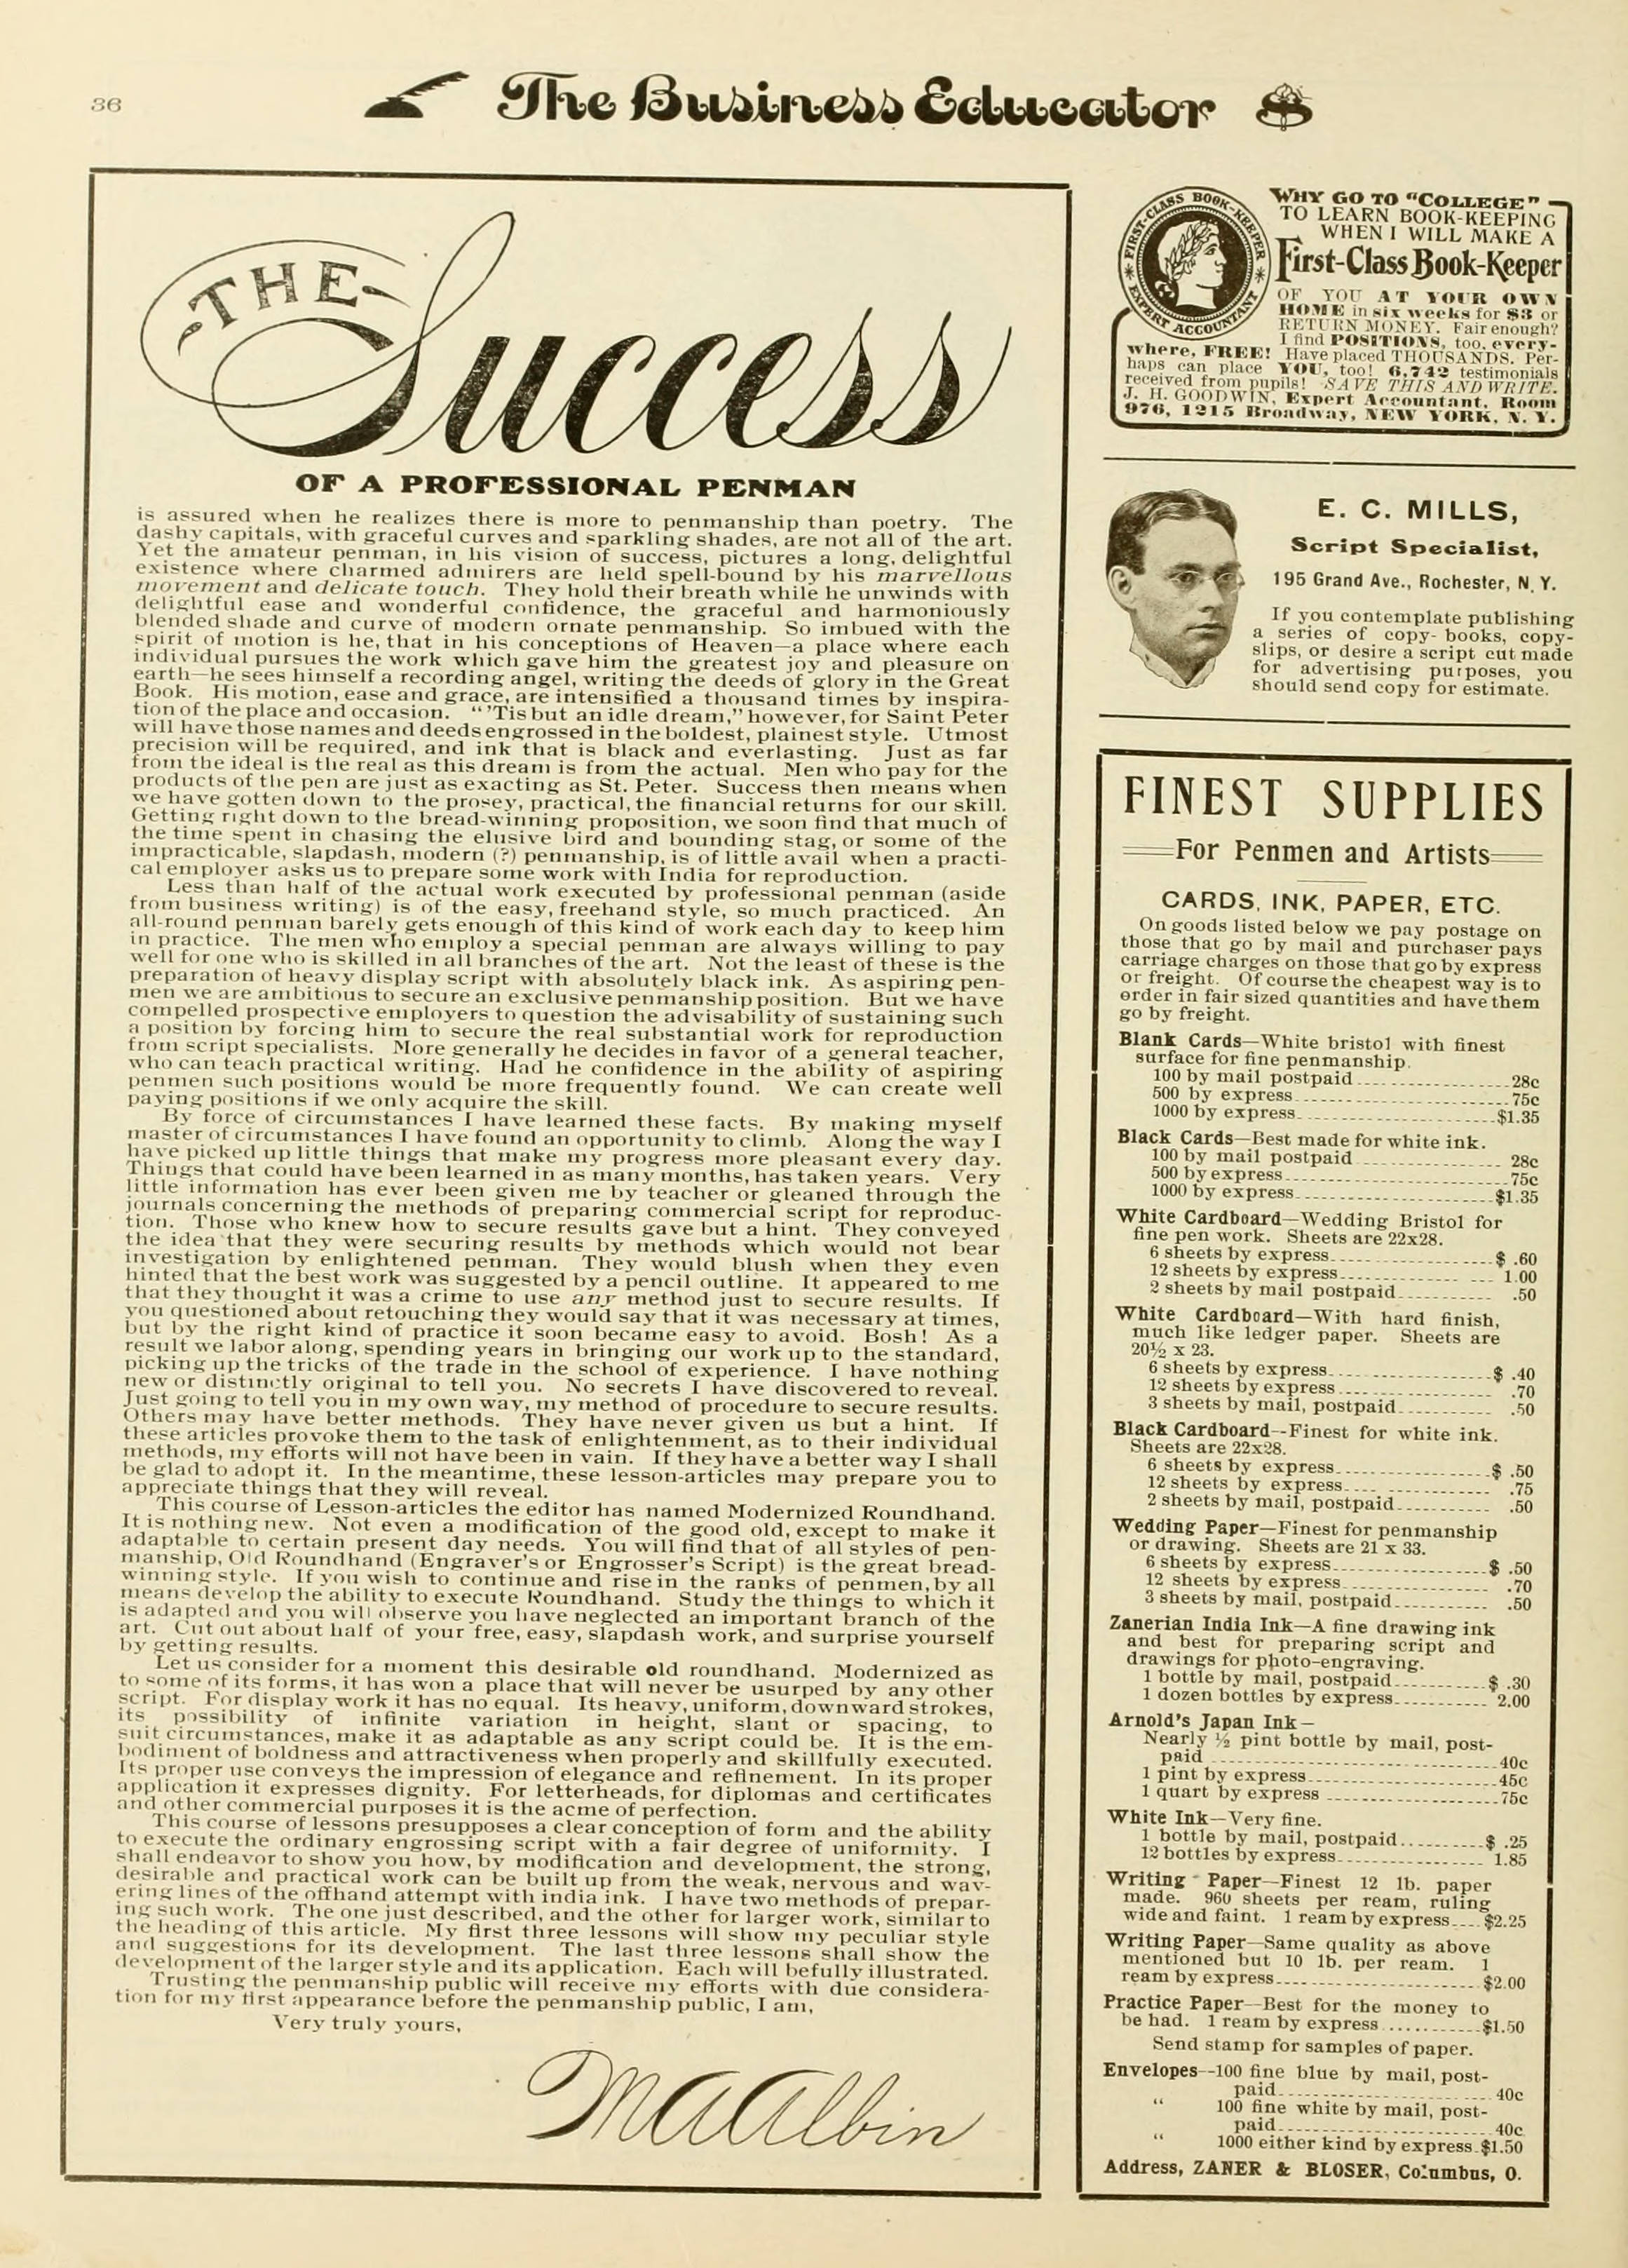 36
The Business Educator
THE
Success
OF A PROFESSIONAL PENMAN
is assured when he realizes there is more to penmanship than poetry. The
dashy capitals, with graceful curves and sparkling shades, are not all of the art.
Yet the amateur penman, in his vision of success, pictures a long, delightful
existence where charmed admirers are held spell-bound by his marvellous
movement and delicate touch. They hold their breath while he unwinds with
delightful ease and wonderful confidence, the graceful and harmoniously
blended shade and curve of modern ornate penmanship. So imbued with the
spirit of motion is he, that in his conceptions of Heaven—a place where each
individual pursues the work which gave him the greatest joy and pleasure on
earth—he sees himself a recording angel, writing the deeds of glory in the Great
Book. His motion, ease and grace, are intensified a thousand times by inspira-
tion of the place and occasion. "'Tis but an idle dream," however, for Saint Peter
will have those names and deeds engrossed in the boldest, plainest style. Utmost
precision will be required, and ink that is black and everlasting. Just as far
from the ideal is the real as this dream is from the actual. Men who pay for the
products of the pen are just as exacting as St. Peter. Success then means when
we have gotten down to the prosey, practical, the financial returns for our skill.
Getting right down to the bread-winning proposition, we soon find that much of
the time spent in chasing the elusive bird and bounding stag, or some of the
impracticable, slapdash, modern (?) penmanship, is of little avail when a practi-
cal employer asks us to prepare some work with India for reproduction.
Less than half of the actual work executed by professional penman (aside
from business writing) is of the easy, freehand style, so much practiced. An
all-round penman barely gets enough of this kind of work each day to keep him
in practice. The men who employ a special penman are always willing to pay
well for one who is skilled in all branches of the art. Not the least of these is the
preparation of heavy display script with absolutely black ink. As aspiring pen-
men we are ambitious to secure an exclusive penmanship position. But we have
compelled prospective employers to question the advisability of sustaining such
a position by forcing him to secure the real substantial work for reproduction
from script specialists. More generally he decides in favor of a general teacher,
who can teach practical writing. Had he confidence in the ability of aspiring
penmen such positions would be more frequently found. We can create well
paying positions if we only acquire the skill.
By force of circumstances I have learned these facts. By making myself
master of circumstances I have found an opportunity to climb. Along the way I
have picked up little things that make my progress more pleasant every day.
Things that could have been learned in as many months, has taken years. Very
little information has ever been given me by teacher or gleaned through the
journals concerning the methods of preparing commercial script for reproduc-
tion. Those who knew how to secure results gave but a hint. They conveyed
the idea that they were securing results by methods which would not bear
investigation by enlightened penman. They would blush when they even
hinted that the best work was suggested by a pencil outline. It appeared to me
that they thought it was a crime to use any method just to secure results. If
you questioned about retouching they would say that it was necessary at times,
but by the right kind of practice it soon became easy to avoid. Bosh! As a
result we labor along, spending years in bringing our work up to the standard,
picking up the tricks of the trade in the school of experience. I have nothing
new or distinctly original to tell you. No secrets I have discovered to reveal.
Just going to tell you in my own way, my method of procedure to secure results.
Others may have better methods. They have never given us but a hint. If
these articles provoke them to the task of enlightenment, as to their individual
methods, my efforts will not have been in vain. If they have a better way I shall
be glad to adopt it. In the meantime, these lesson-articles may prepare you to
appreciate things that they will reveal.
This course of Lesson-articles the editor has named Modernized Roundhand.
It is nothing new. Not even a modification of the good old, except to make it
adaptable to certain present day needs. You will find that of all styles of pen-
manship, Old Roundhand (Engraver's or Engrosser's Script) is the great bread-
winning style. If you wish to continue and rise in the ranks of penmen, by all
means develop the ability to execute Roundhand. Study the things to which it
is adapted and you will observe you have neglected an important branch of the
art. Cut out about half of your free, easy, slapdash work, and surprise yourself
by getting results.
Let us consider for a moment this desirable old roundhand. Modernized as
to some of its forms, it has won a place that will never be usurped by any other
script. For display work it has no equal. Its heavy, uniform, downward strokes,
its possibility of infinite variation in height, slant or spacing, to
suit circumstances, make it as adaptable as any script could be. It is the em-
bodiment of boldness and attractiveness when properly and skillfully executed.
Its proper use conveys the impression of elegance and refinement. In its proper
application it expresses dignity. For letterheads, for diplomas and certificates
and other commercial purposes it is the acme of perfection.
This course of lessons presupposes a clear conception of form and the ability
to execute the ordinary engrossing script with a fair degree of uniformity. I
shall endeavor to show you how, by modification and development, the strong,
desirable and practical work can be built up from the weak, nervous and wav-
ering lines of the offhand attempt with india ink. I have two methods of prepar-
ing such work. The one just described, and the other for larger work, similar to
the heading of this article. My first three lessons will show my peculiar style
and suggestions for its development. The last three lessons shall show the
development of the larger style and its application. Each will befully illustrated.
Trusting the penmanship public will receive my efforts with due considera-
tion for my first appearance before the penmanship public, I am,
Very truly yours,
M A Albin
FIRST-CLASS BOOK-KEEPER
EXPERT ACCOUNTANT
WHY GO TO "COLLEGE"
TO LEARN BOOK-KEEPING
WHEN I WILL MAKE A
First-Class Book-Keeper
OF YOU AT YOUR OWN
HOME in six weeks for $3 or
RETURN MONEY. Fair enough?
I find POSITIONS, too, every-
where, FREE! Have placed THOUSANDS. Per-
haps can place YOU, too! 6,742 testimonials
received from pupils! SAVE THIS AND WRITE.
J. H. GOODWIN, Expert Accountant, Room
976, 1215 Broadway, NEW YORK, N. Y.
E. C. MILLS,
Script Specialist,
195 Grand Ave., Rochester, N. Y.
If you contemplate publishing
a series of copy- books, copy-
slips, or desire a script cut made
for advertising purposes, you
should send copy for estimate.
FINEST SUPPLIES
For Penmen and Artists
CARDS, INK, PAPER, ETC.
On goods listed below we pay postage on
those that go by mail and purchaser pays
carriage charges on those that go by express
or freight. Of course the cheapest way is to
order in fair sized quantities and have them
go by freight.
Blank Cards—White bristol with finest
surface for fine penmanship.
100 by mail postpaid 28c
500 by express 75c
1000 by express $1.35
Black Cards—Best made for white ink.
100 by mail postpaid 28c
500 by express 75c
1000 by express $1.35
White Cardboard—Wedding Bristol for
fine pen work. Sheets are 22x28.
6 sheets by express $ .60
12 sheets by express 1.00
2 sheets by mail postpaid .50
White Cardboard—With hard finish,
much like ledger paper. Sheets are
20½ x 23.
6 sheets by express $ .40
12 sheets by express .70
3 sheets by mail, postpaid .50
Black Cardboard--Finest for white ink.
Sheets are 22x28.
6 sheets by express $ .50
12 sheets by express .75
2 sheets by mail, postpaid .50
Wedding Paper—Finest for penmanship
or drawing. Sheets are 21 x 33.
6 sheets by express $ .50
12 sheets by express .70
3 sheets by mail, postpaid .50
Zanerian India Ink—A fine drawing ink
and best for preparing script and
drawings for photo-engraving.
1 bottle by mail, postpaid $ .30
1 dozen bottles by express 2.00
Arnold's Japan Ink—
Nearly ½ pint bottle by mail, post-
paid 40c
1 pint by express 45c
1 quart by express 75c
White Ink—Very fine.
1 bottle by mail, postpaid $ .25
12 bottles by express 1.85
Writing Paper—Finest 12 lb. paper
made. 960 sheets per ream, ruling
wide and faint. 1 ream by express $2.25
Writing Paper—Same quality as above
mentioned but 10 lb. per ream. 1
ream by express $2.00
Practice Paper—Best for the money to
be had. 1 ream by express $1.50
Send stamp for samples of paper.
Envelopes--100 fine blue by mail, post-
paid 40c
" 100 fine white by mail, post-
paid 40c
" 1000 either kind by express $1.50
Address, ZANER & BLOSER, Columbus, O.